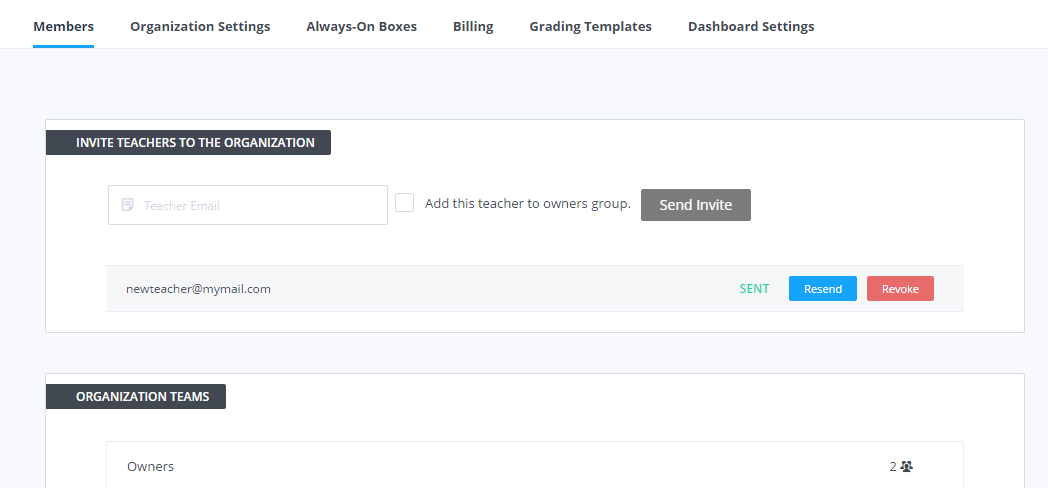 Members Organization Settings Always-On Boxes Billing Grading Templates Dashboard Settings
INVITE TEACHERS TO THE ORGANIZATION
Teacher Email Add this teacher to owners group. Send Invite
newteacher@mymail.com SENT Resend Revoke
ORGANIZATION TEAMS
Owners 2